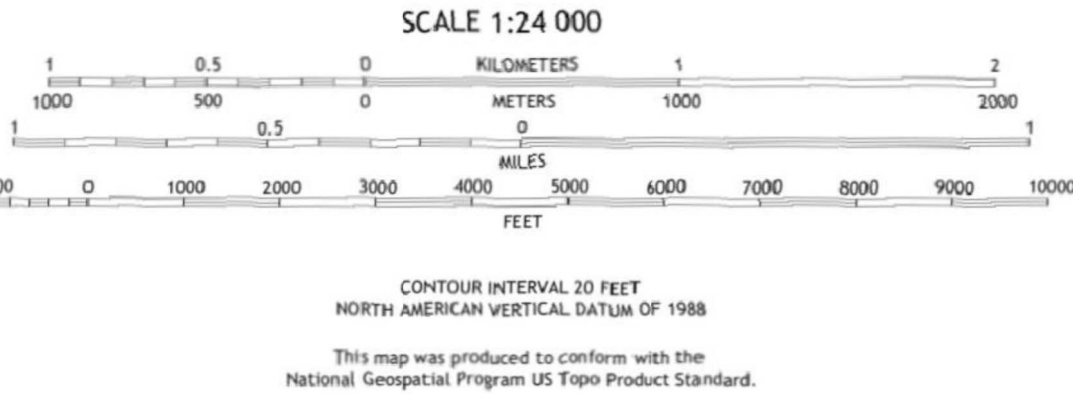 SCALE 1:24 000
1 0.5 0 KILOMETERS 1 2
1000 500 0 METERS 1000 2000
1 0.5 0 1
MILES
0 1000 2000 3000 4000 5000 6000 7000 8000 9000 10000
FEET
CONTOUR INTERVAL 20 FEET
NORTH AMERICAN VERTICAL DATUM OF 1988
This map was produced to conform with the
National Geospatial Program US Topo Product Standard.